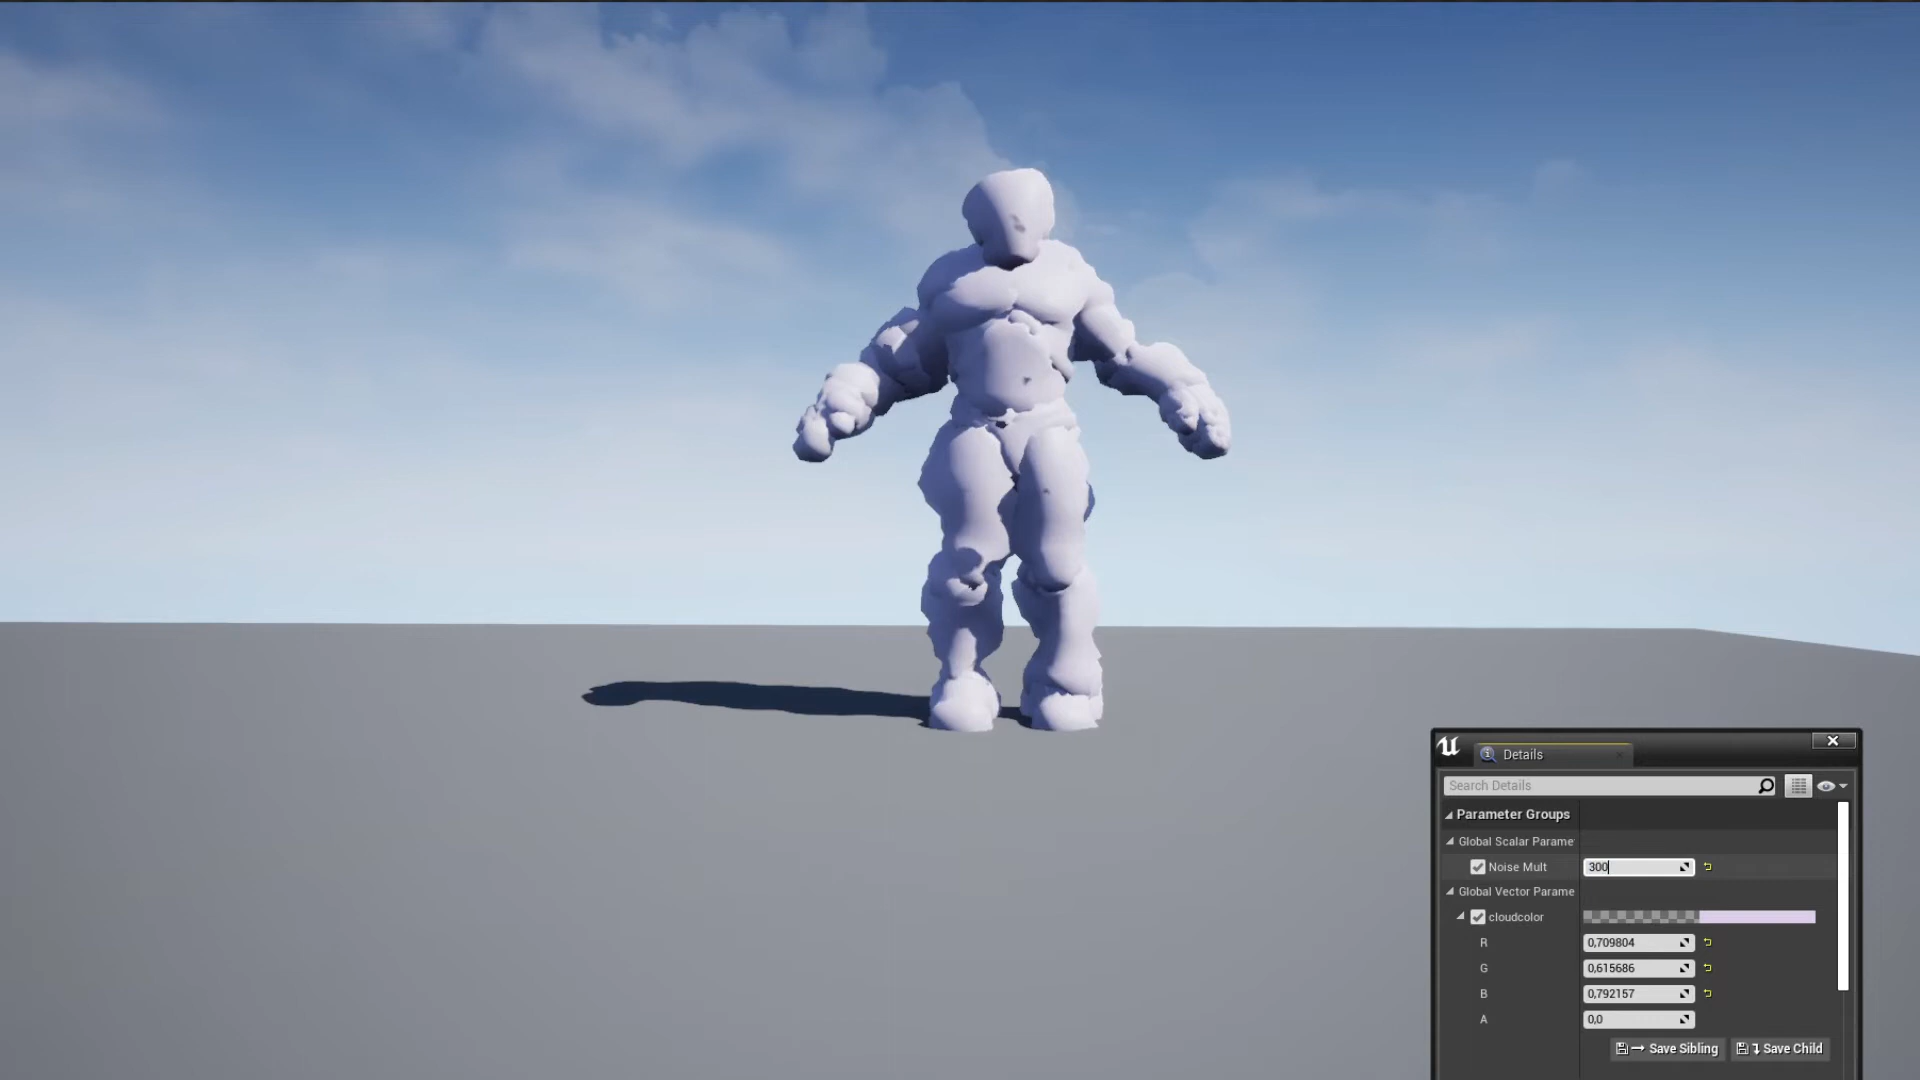 Details
Search Details
Parameter Groups
Global Scalar Parame
Noise Mult 300
Global Vector Parame
cloudcolor
R 0,709804
G 0,615686
B 0,792157
A 0,0
Save Sibling Save Child